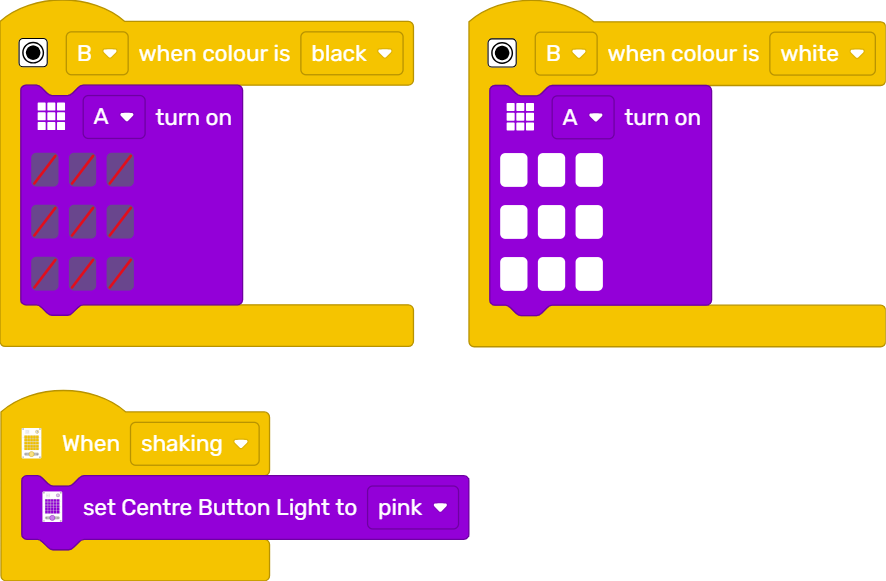 B when colour is black
A turn on
B when colour is white
A turn on
When shaking
set Centre Button Light to pink